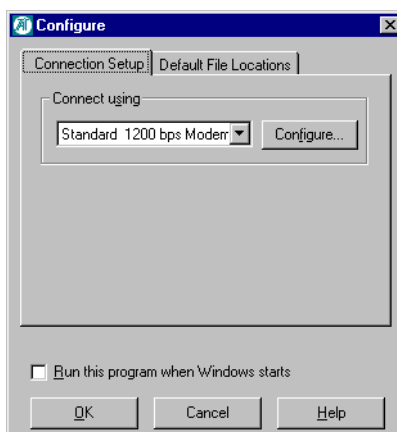 Configure
Connection Setup Default File Locations
Connect using
Standard 1200 bps Modem Configure...
Run this program when Windows starts
OK Cancel Help